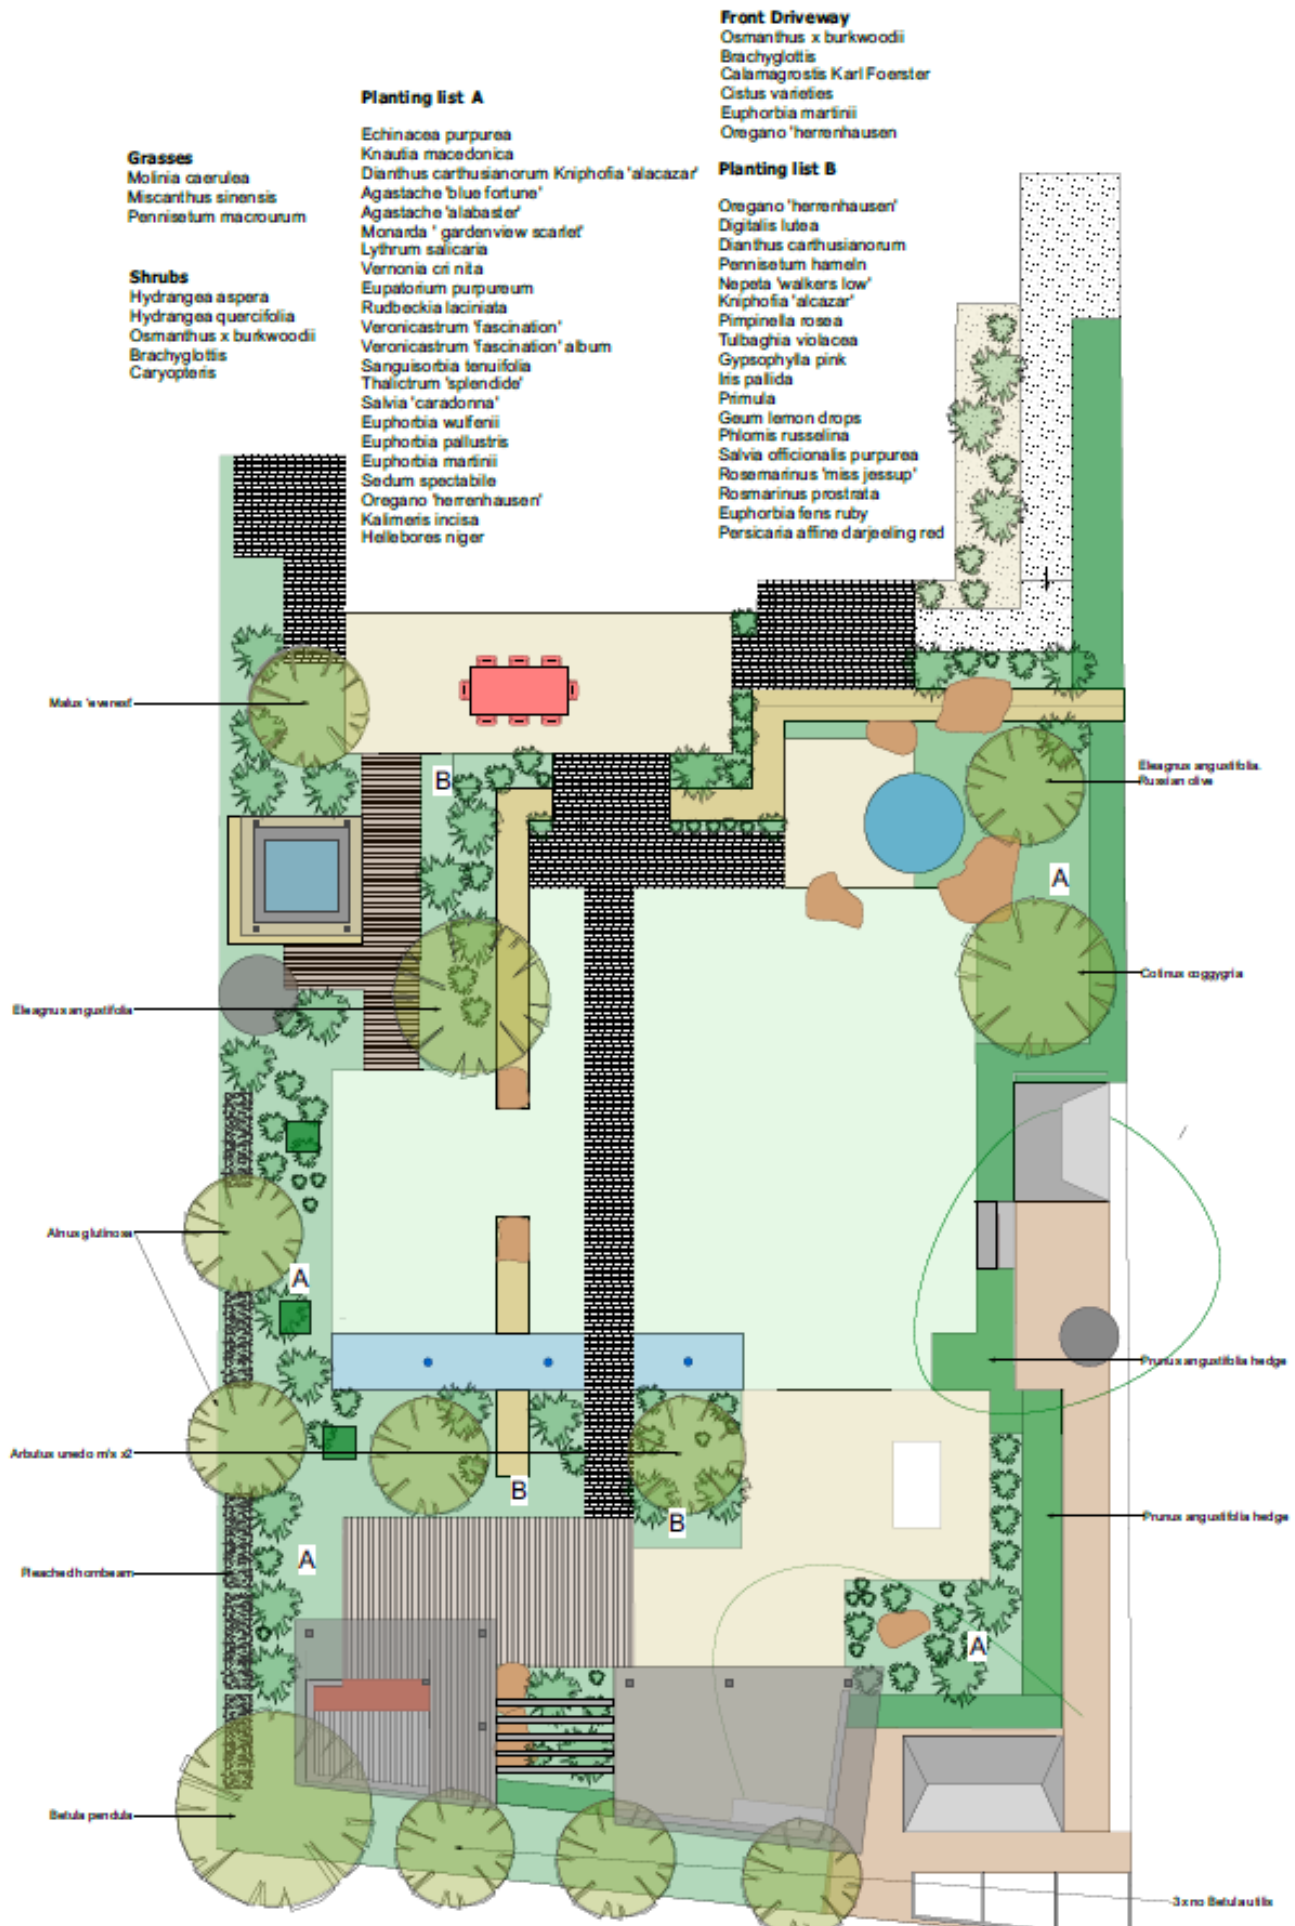 Front Driveway
Osmanthus x burkwoodii
Brachyglottis
Calamagrostis Karl Foerster
Cistus varieties
Euphorbia martinii
Oregano 'herrenhausen
Planting list A
Echinacea purpurea
Knautia macedonica
Dianthus carthusianorum Kniphofia 'alacazar'
Agastache 'blue fortune'
Agastache 'alabaster'
Monarda ' gardenview scarlet'
Lythrum salicaria
Vernonia cri nita
Eupatorium purpureum
Rudbeckia laciniata
Veronicastrum 'fascination'
Veronicastrum 'fascination' album
Sanguisorbia tenuifolia
Thalictrum 'splendide'
Salvia 'caradonna'
Euphorbia wulfenii
Euphorbia pallustris
Euphorbia martinii
Sedum spectabile
Oregano 'herrenhausen'
Kalimeris incisa
Hellebores niger
Grasses
Molinia caerulea
Miscanthus sinensis
Pennisetum macrourum
Shrubs
Hydrangea aspera
Hydrangea quercifolia
Osmanthus x burkwoodii
Brachyglottis
Caryopteris
Planting list B
Oregano 'herrenhausen'
Digitalis lutea
Dianthus carthusianorum
Pennisetum hameln
Nepeta 'walkers low'
Kniphofia 'alcazar'
Pimpinella rosea
Tulbaghia violacea
Gypsophylla pink
Iris pallida
Primula
Geum lemon drops
Phlomis russelina
Salvia officionalis purpurea
Rosemarinus 'miss jessup'
Rosmarinus prostrata
Euphorbia fens ruby
Persicaria affine darjeeling red
Malus 'everest'
B
Eleagnus angustifolia.
Russian olive
A
Cotinus coggygria
Eleagnus angustifolia
Alnus glutinosa
A
Prunus angustifolia hedge
Arbutus unedo m/s x2
B
B
Prunus angustifolia hedge
A
Pleached hornbeam
A
Betula pendula
3x no Betula utilis